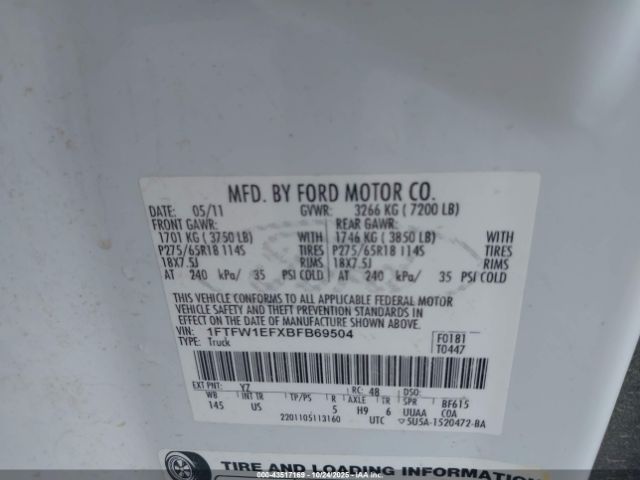 MFD. BY FORD MOTOR CO.
DATE: 05/11 GVWR: 3266 KG ( 7200 LB)
FRONT GAWR: REAR GAWR:
1701 KG ( 3750 LB) WITH 1746 KG ( 3850 LB) WITH
P275/65R18 114S TIRES P275/65R18 114S TIRES
18X7.5J RIMS 18X7.5J RIMS
AT 240 kPa/ 35 PSI COLD AT 240 kPa/ 35 PSI COLD
THIS VEHICLE CONFORMS TO ALL APPLICABLE FEDERAL MOTOR
VEHICLE SAFETY AND THEFT PREVENTION STANDARDS IN
EFFECT ON THE DATE OF MANUFACTURE SHOWN ABOVE.
VIN: 1FTFW1EFXBFB69504 F0181
TYPE: Truck T0447
EXT PNT: YZ RC: 48 DSO:
WB INT TR TP/PS R AXLE TR SPR BF615
145 US 5 H9 6 UUAA COA
2201105113160 UTC 5U5A-1520472-BA
TIRE AND LOADING INFORMATION
000-43517169 - 10/24/2025 - IAAI.COM